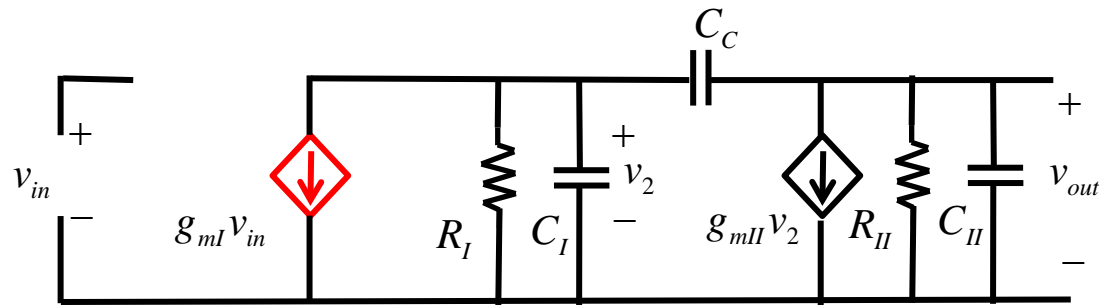 C_C
+
v_in
−
g_mI v_in
R_I
C_I
+
v_2
−
g_mII v_2
R_II
C_II
+
v_out
−